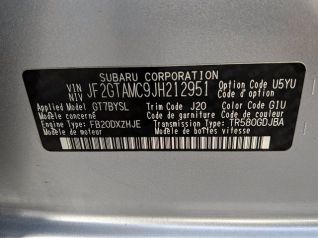 SUBARU CORPORATION
VIN NIV JF2GTAMC9JH212951 Option Code U5YU
Code d'option
Applied Model GT7BYSL Trim Code J20 Color Code G1U
Modèles d'application Code de garniture Code de couleur
Engine Type FB20DXZHJE Transmission Type TR580GDJBA
Modèle de moteur Modèle de boîtes vitesse